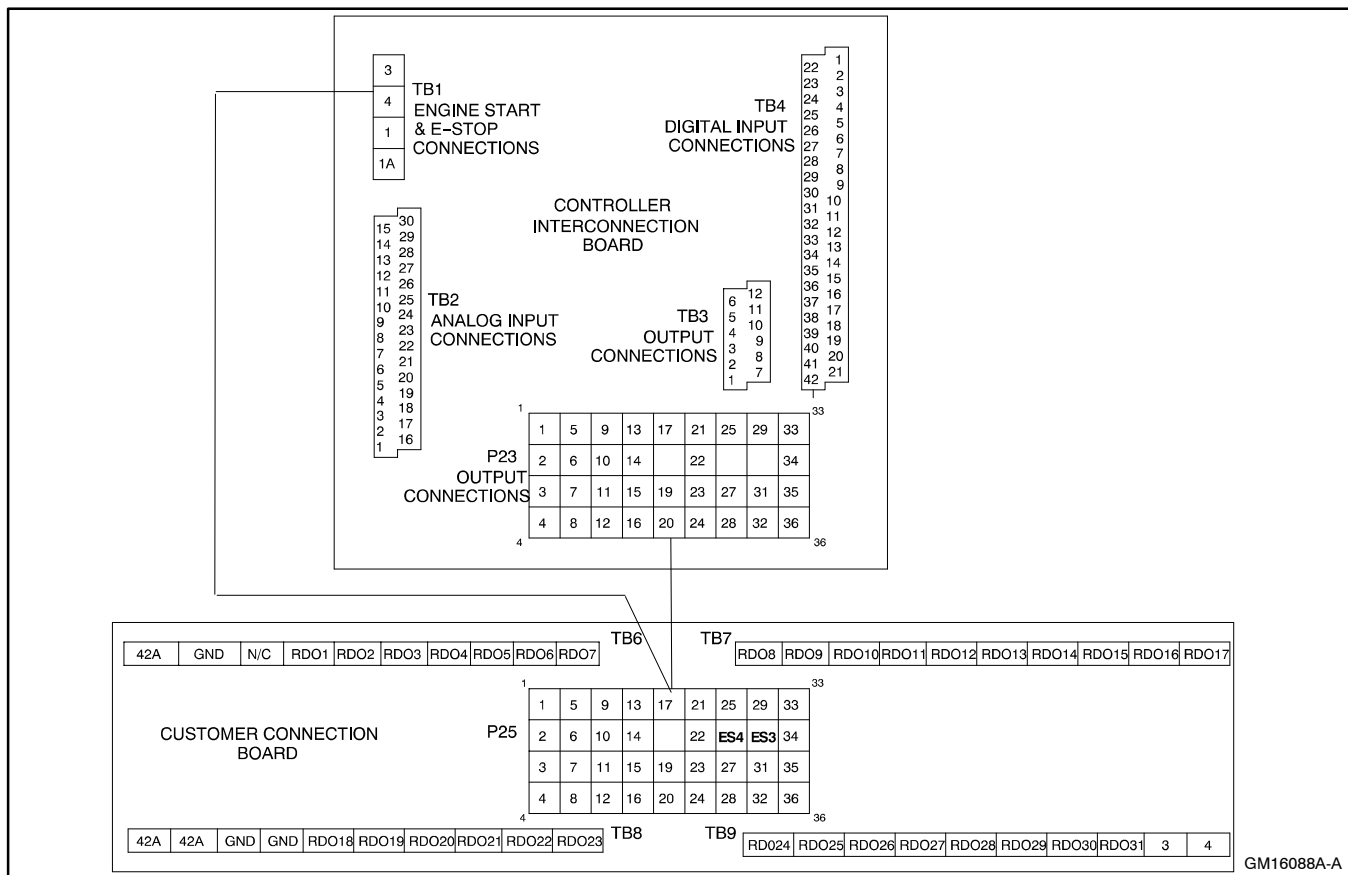 3
4
1
1A
TB1
ENGINE START
& E-STOP
CONNECTIONS
TB4
DIGITAL INPUT
CONNECTIONS
22 1
23 2
24 3
25 4
26 5
27 6
28 7
29 8
30 9
31 10
32 11
33 12
34 13
35 14
36 15
37 16
38 17
39 18
40 19
41 20
42 21
CONTROLLER
INTERCONNECTION
BOARD
15 30
14 29
13 28
12 27
11 26
10 25
9 24
8 23
7 22
6 21
5 20
4 19
3 18
2 17
1 16
TB2
ANALOG INPUT
CONNECTIONS
TB3
OUTPUT
CONNECTIONS
6 12
5 11
4 10
3 9
2 8
1 7
1 33
P23
OUTPUT
CONNECTIONS
1 5 9 13 17 21 25 29 33
2 6 10 14 22 34
3 7 11 15 19 23 27 31 35
4 8 12 16 20 24 28 32 36
4 36
TB6 TB7
42A GND N/C RDO1 RDO2 RDO3 RDO4 RDO5 RDO6 RDO7
RDO8 RDO9 RDO10 RDO11 RDO12 RDO13 RDO14 RDO15 RDO16 RDO17
1 33
CUSTOMER CONNECTION
BOARD
P25
1 5 9 13 17 21 25 29 33
2 6 10 14 22 ES4 ES3 34
3 7 11 15 19 23 27 31 35
4 8 12 16 20 24 28 32 36
4 36
TB8 TB9
42A 42A GND GND RDO18 RDO19 RDO20 RDO21 RDO22 RDO23
RD024 RDO25 RDO26 RDO27 RDO28 RDO29 RDO30 RDO31 3 4
GM16088A-A